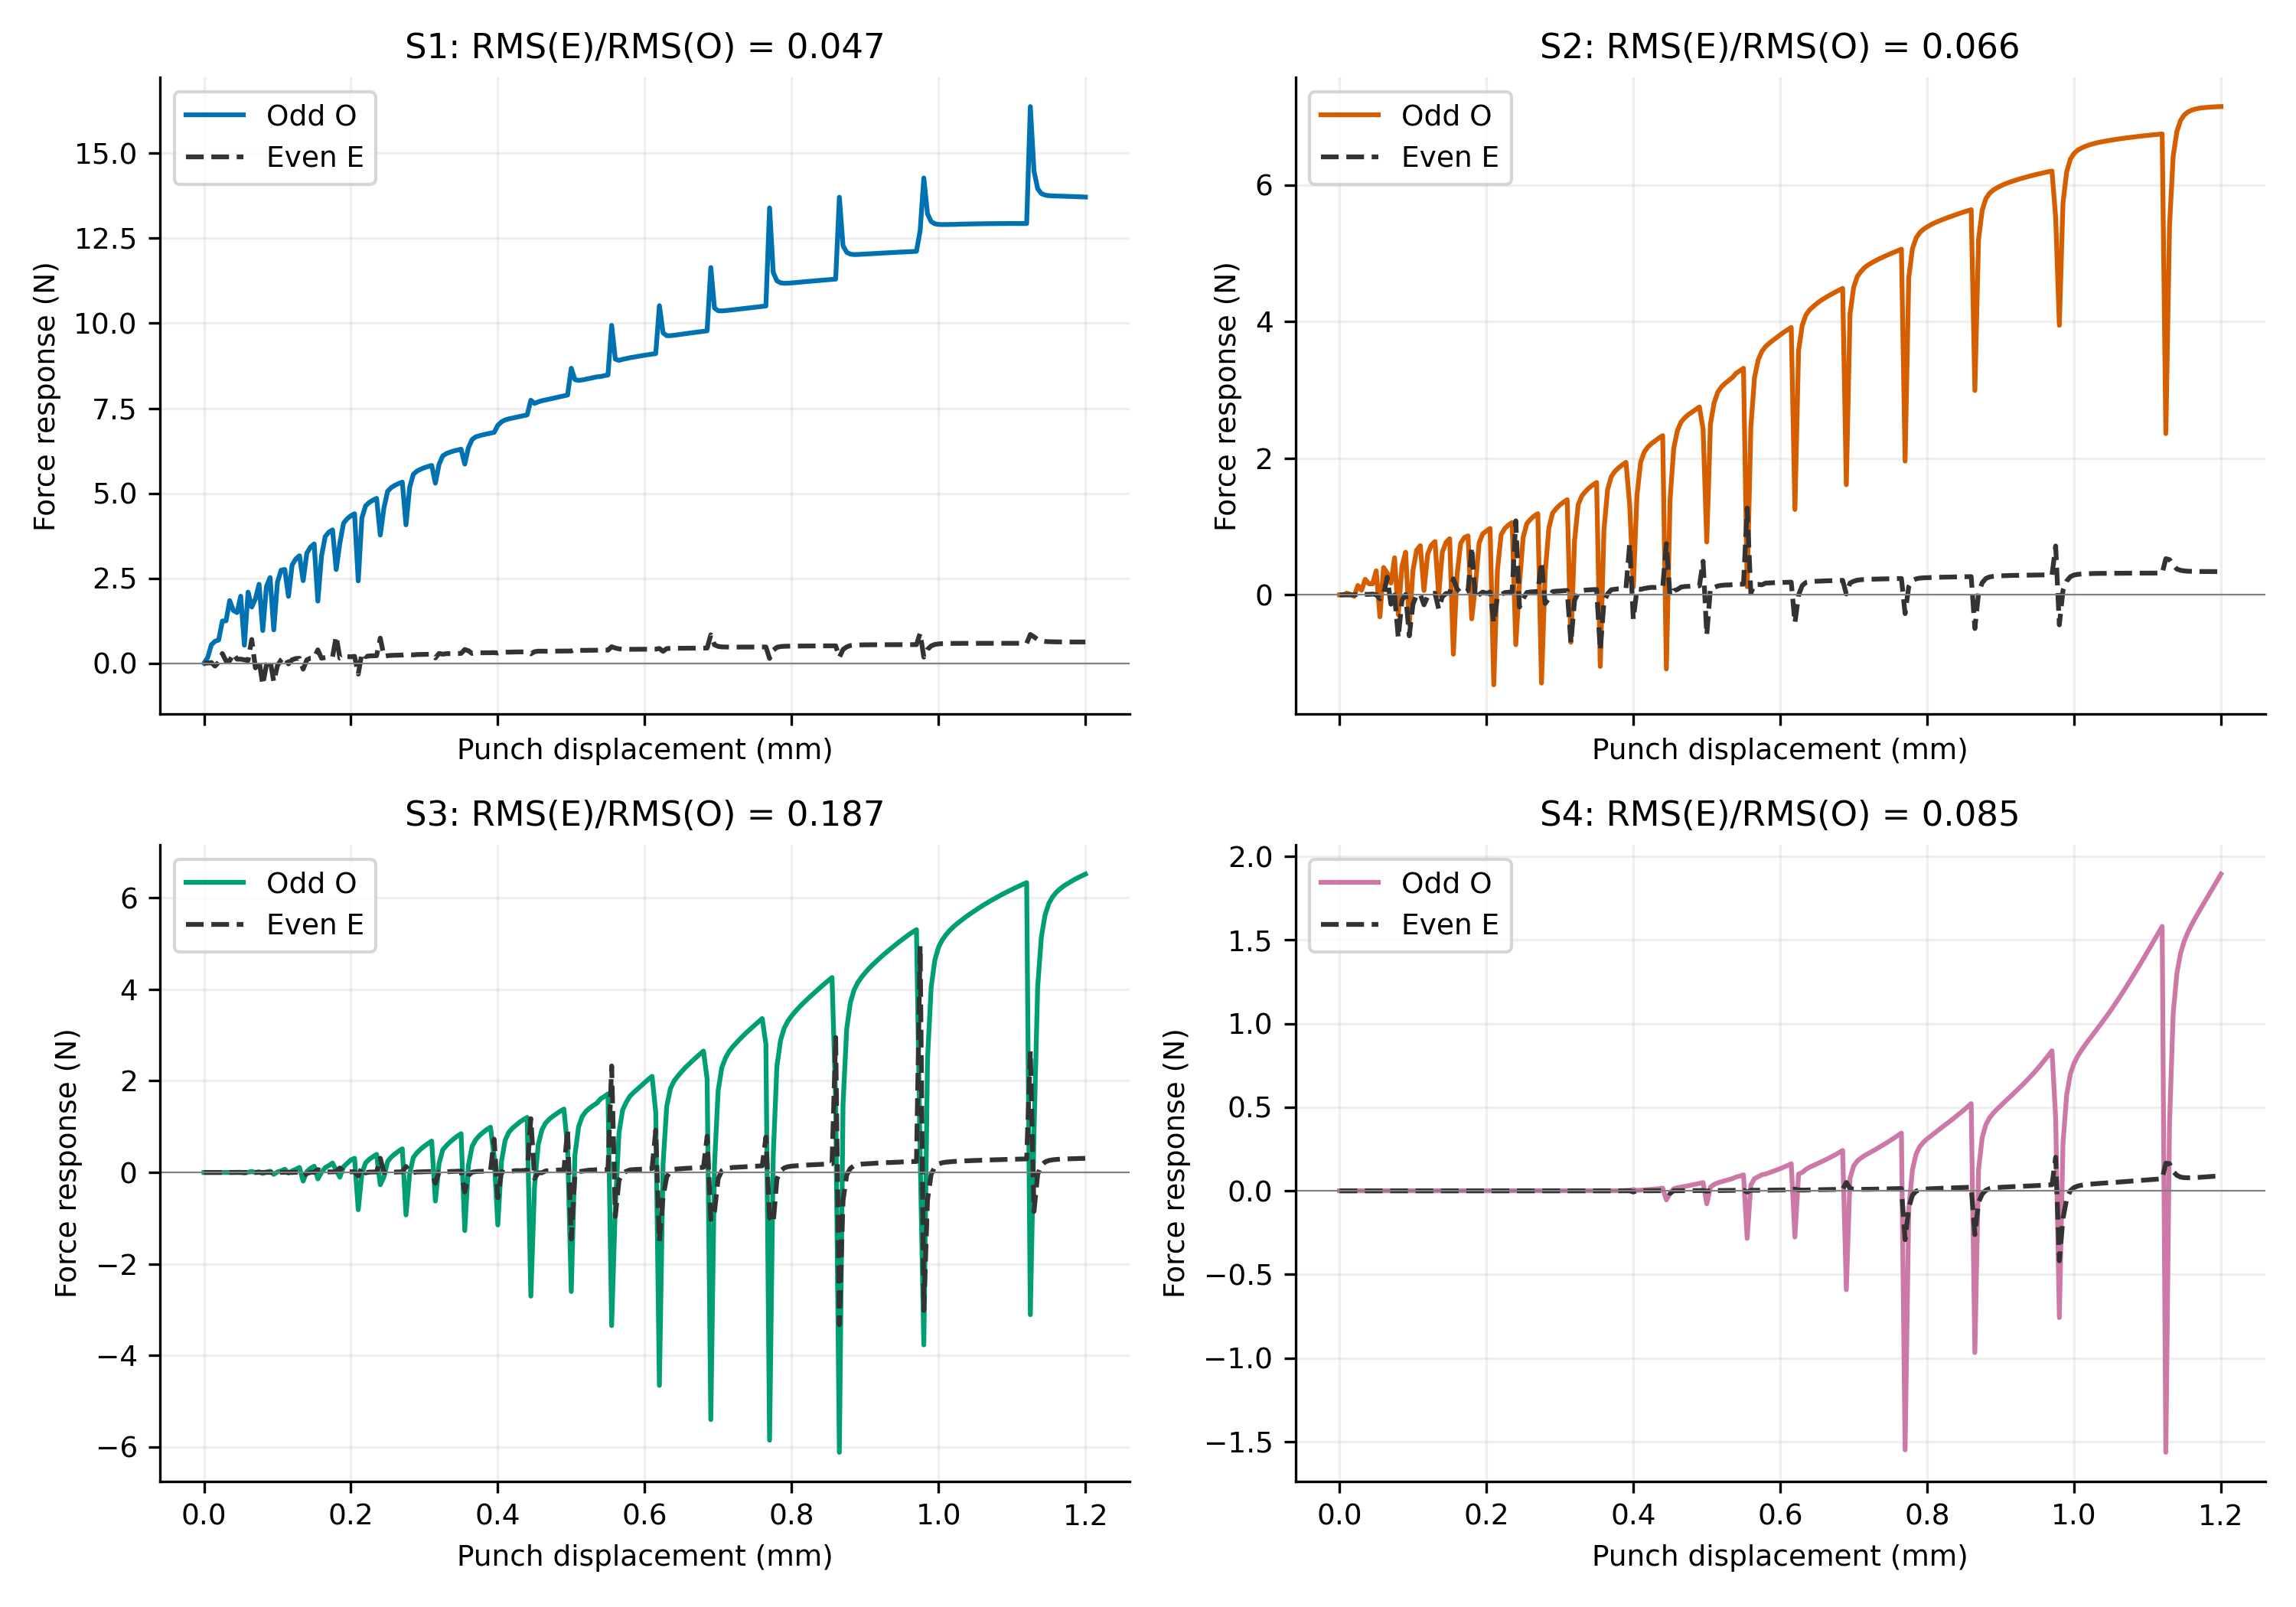 S1: RMS(E)/RMS(O) = 0.047
Odd O
Even E
15.0
12.5
10.0
7.5
5.0
2.5
0.0
Force response (N)
Punch displacement (mm)
S2: RMS(E)/RMS(O) = 0.066
Odd O
Even E
6
4
2
0
Force response (N)
Punch displacement (mm)
S3: RMS(E)/RMS(O) = 0.187
Odd O
Even E
6
4
2
0
−2
−4
−6
Force response (N)
0.0 0.2 0.4 0.6 0.8 1.0 1.2
Punch displacement (mm)
S4: RMS(E)/RMS(O) = 0.085
Odd O
Even E
2.0
1.5
1.0
0.5
0.0
−0.5
−1.0
−1.5
Force response (N)
0.0 0.2 0.4 0.6 0.8 1.0 1.2
Punch displacement (mm)